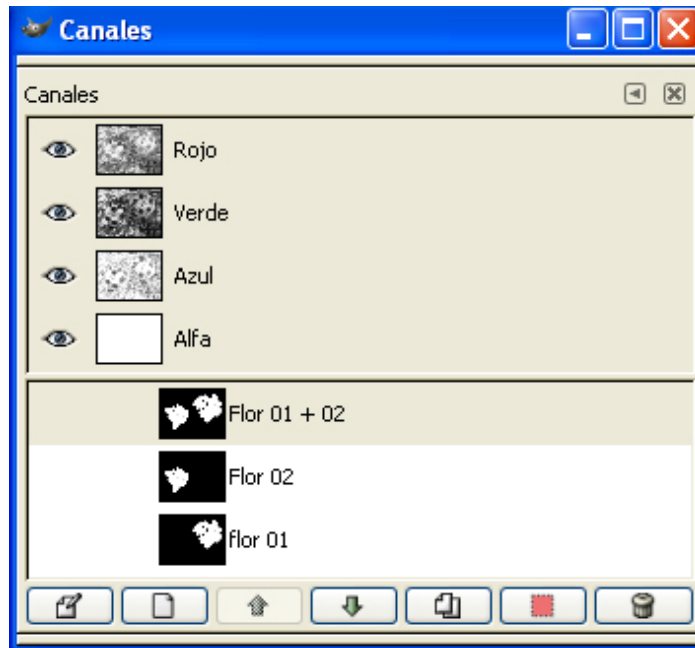 Canales
Canales
Rojo
Verde
Azul
Alfa
Flor 01 + 02
Flor 02
flor 01